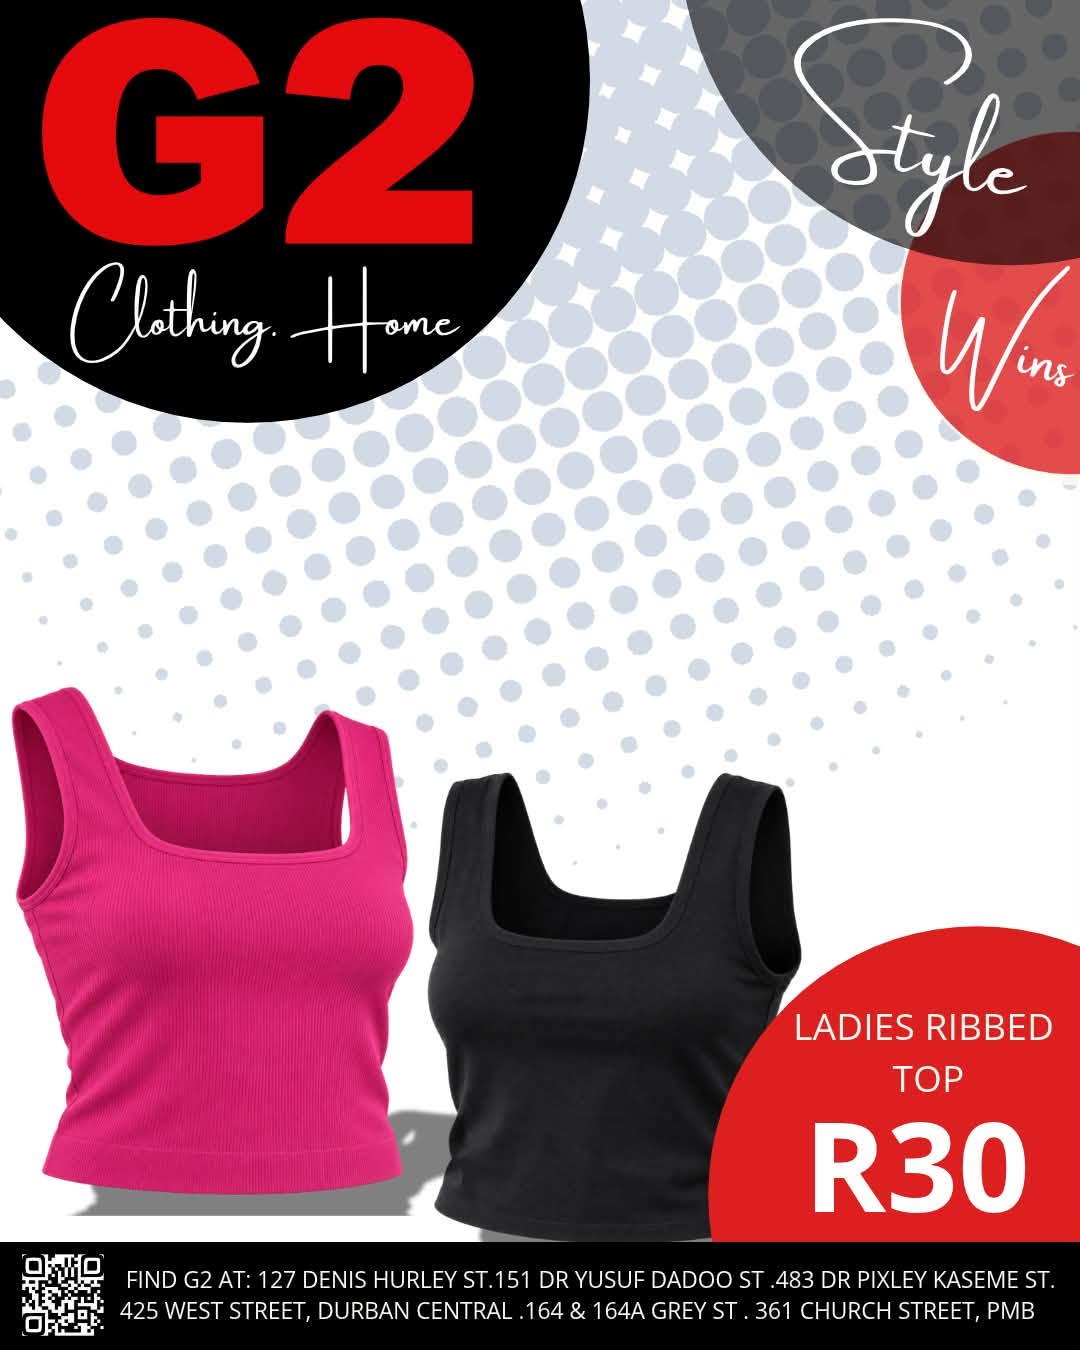 G2
Clothing. Home
Style
Wins
LADIES RIBBED
TOP
R30
FIND G2 AT: 127 DENIS HURLEY ST.151 DR YUSUF DADOO ST .483 DR PIXLEY KASEME ST.
425 WEST STREET, DURBAN CENTRAL .164 & 164A GREY ST . 361 CHURCH STREET, PMB